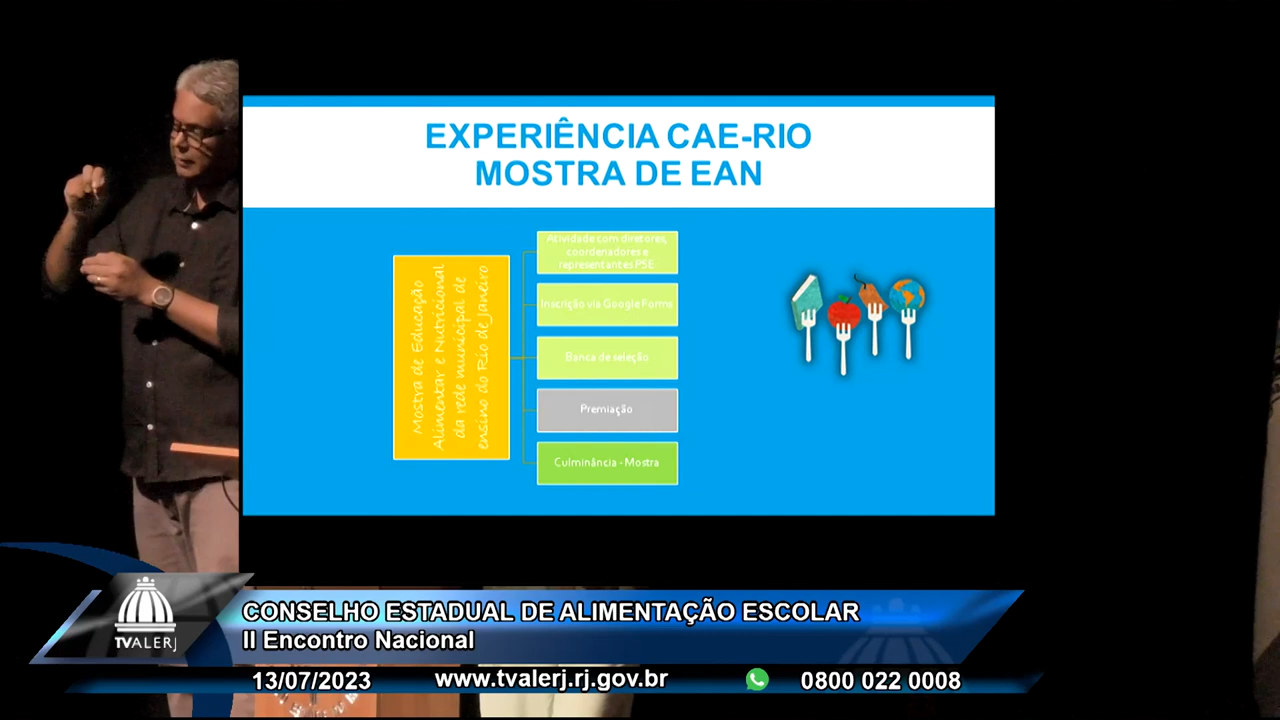 EXPERIÊNCIA CAE-RIO
MOSTRA DE EAN
Mostra de Educação
Alimentar e Nutricional
da rede municipal de
ensino do Rio de Janeiro
Atividade com diretores,
coordenadores e
representantes PSE
Inscrição via Google Forms
Banca de seleção
Premiação
Culminância - Mostra
TVALERJ
CONSELHO ESTADUAL DE ALIMENTAÇÃO ESCOLAR
II Encontro Nacional
13/07/2023
www.tvalerj.rj.gov.br
0800 022 0008